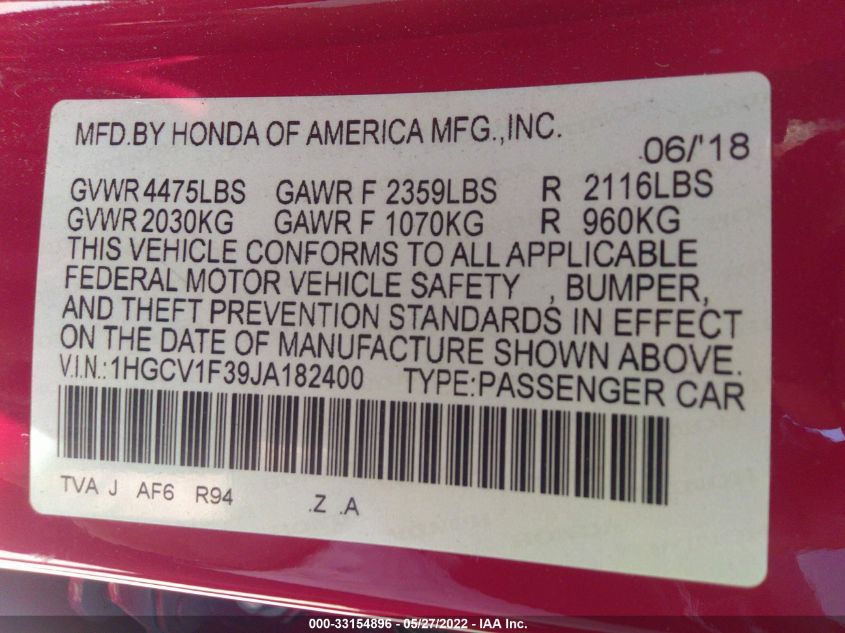 MFD.BY HONDA OF AMERICA MFG.,INC.
06/'18
GVWR 4475LBS GAWR F 2359LBS R 2116LBS
GVWR 2030KG GAWR F 1070KG R 960KG
THIS VEHICLE CONFORMS TO ALL APPLICABLE
FEDERAL MOTOR VEHICLE SAFETY , BUMPER,
AND THEFT PREVENTION STANDARDS IN EFFECT
ON THE DATE OF MANUFACTURE SHOWN ABOVE.
V.I.N.:1HGCV1F39JA182400 TYPE:PASSENGER CAR
TVA J AF6 R94 .Z .A
000-33154896 - 05/27/2022 - IAA Inc.